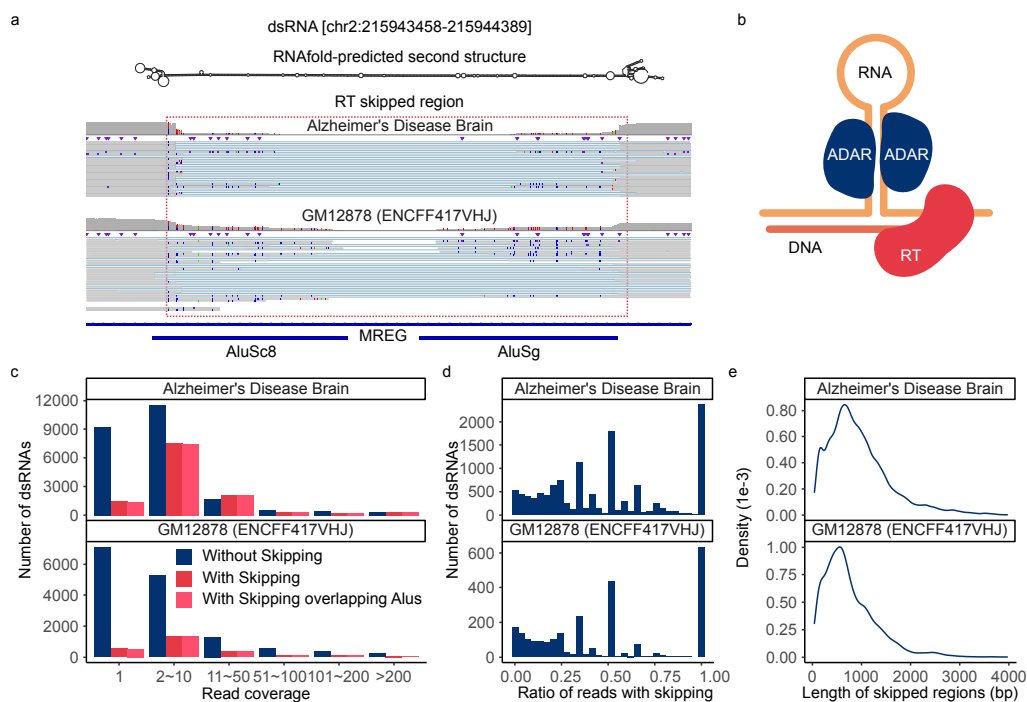 a
dsRNA [chr2:215943458-215944389]
RNAfold-predicted second structure
RT skipped region
Alzheimer's Disease Brain
GM12878 (ENCFF417VHJ)
MREG
AluSc8
AluSg
b
RNA
ADAR
ADAR
DNA
RT
c
Alzheimer's Disease Brain
12000
9000
6000
3000
0
Number of dsRNAs
GM12878 (ENCFF417VHJ)
Without Skipping
With Skipping
With Skipping overlapping Alus
6000
4000
2000
0
1
2~10
11~50
51~100
101~200
>200
Read coverage
d
Alzheimer's Disease Brain
2000
1500
1000
500
0
Number of dsRNAs
GM12878 (ENCFF417VHJ)
600
400
200
0
0.00
0.25
0.50
0.75
1.00
Ratio of reads with skipping
e
Alzheimer's Disease Brain
0.80
0.60
0.40
0.20
0.00
Density (1e-3)
GM12878 (ENCFF417VHJ)
1.00
0.75
0.50
0.25
0.00
0
1000
2000
3000
4000
Length of skipped regions (bp)